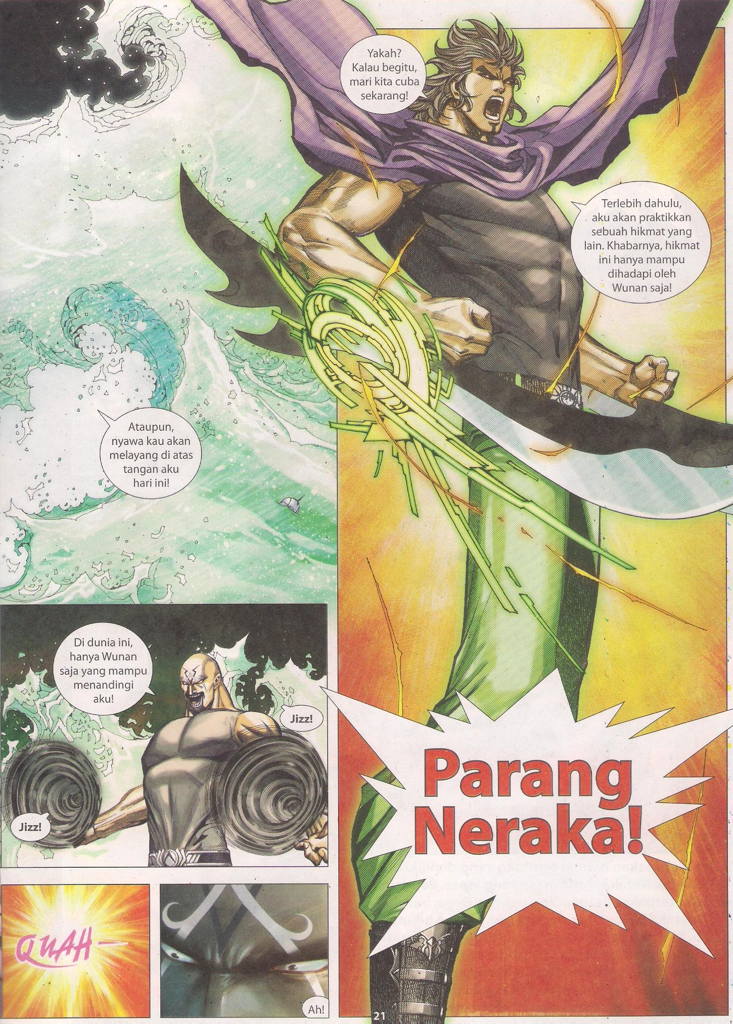 Yakah?
Kalau begitu,
mari kita cuba
sekarang!
Terlebih dahulu,
aku akan praktikkan
sebuah hikmat yang
lain. Khabarnya, hikmat
ini hanya mampu
dihadapi oleh
Wunan saja!
Ataupun,
nyawa kau akan
melayang di atas
tangan aku
hari ini!
Di dunia ini,
hanya Wunan
saja yang mampu
menandingi
aku!
Jizz!
Jizz!
Parang
Neraka!
QUAH—
Ah!
21